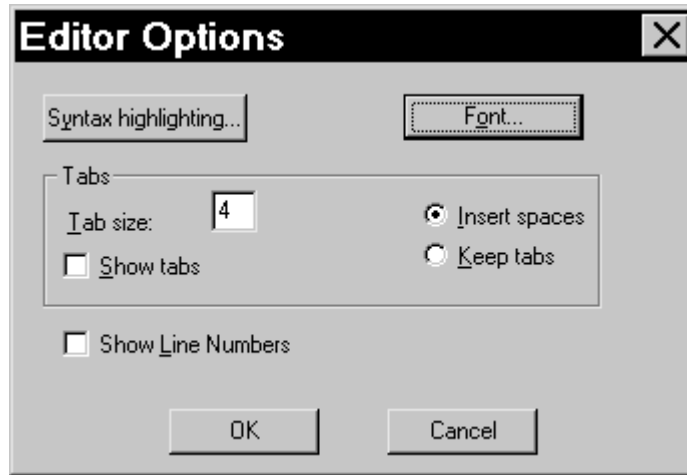 Editor Options
Syntax highlighting...
Font...
Tabs
Tab size:
4
Insert spaces
Show tabs
Keep tabs
Show Line Numbers
OK
Cancel